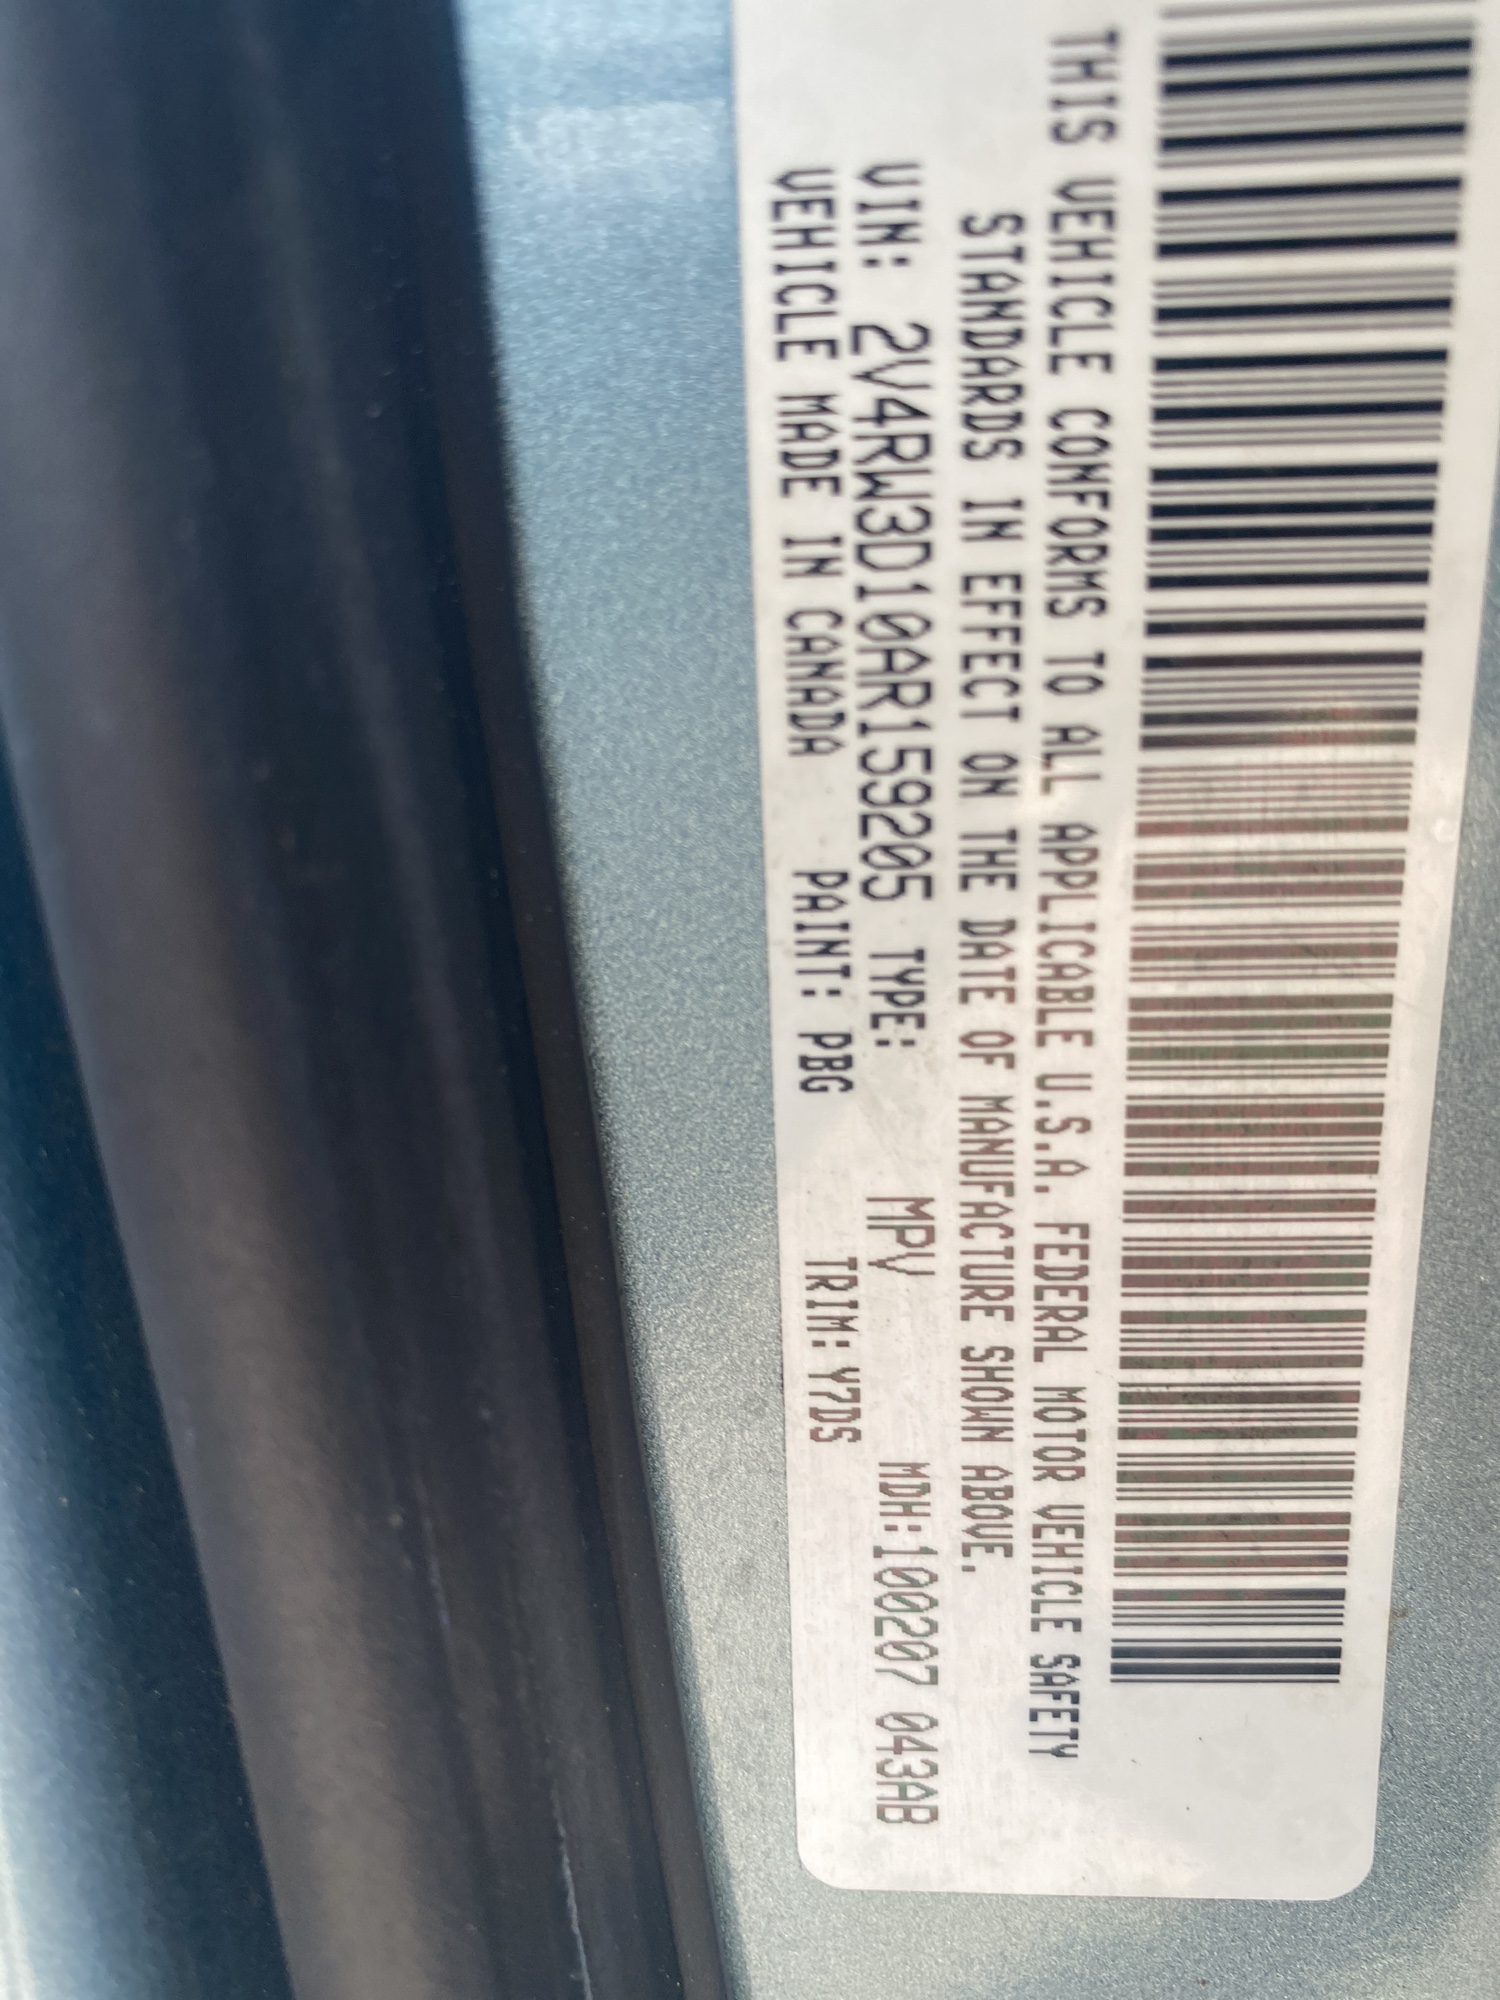 THIS VEHICLE CONFORMS TO ALL APPLICABLE U.S.A. FEDERAL MOTOR VEHICLE SAFETY
STANDARDS IN EFFECT ON THE DATE OF MANUFACTURE SHOWN ABOVE.
VIN: 2V4RW3D10AR159205 TYPE: MPV MDH:100207 043AB
VEHICLE MADE IN CANADA PAINT: PBG TRIM: Y7DS